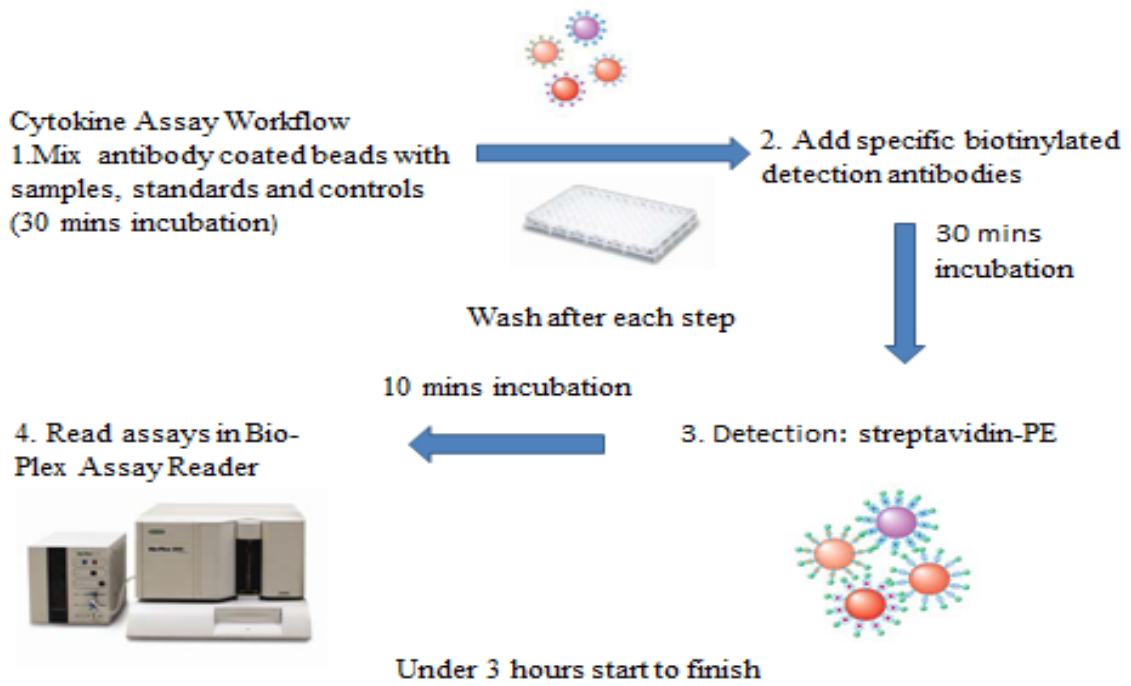 Cytokine Assay Workflow
1.Mix antibody coated beads with
samples, standards and controls
(30 mins incubation)
2. Add specific biotinylated
detection antibodies
30 mins
incubation
Wash after each step
10 mins incubation
3. Detection: streptavidin-PE
4. Read assays in Bio-
Plex Assay Reader
Under 3 hours start to finish